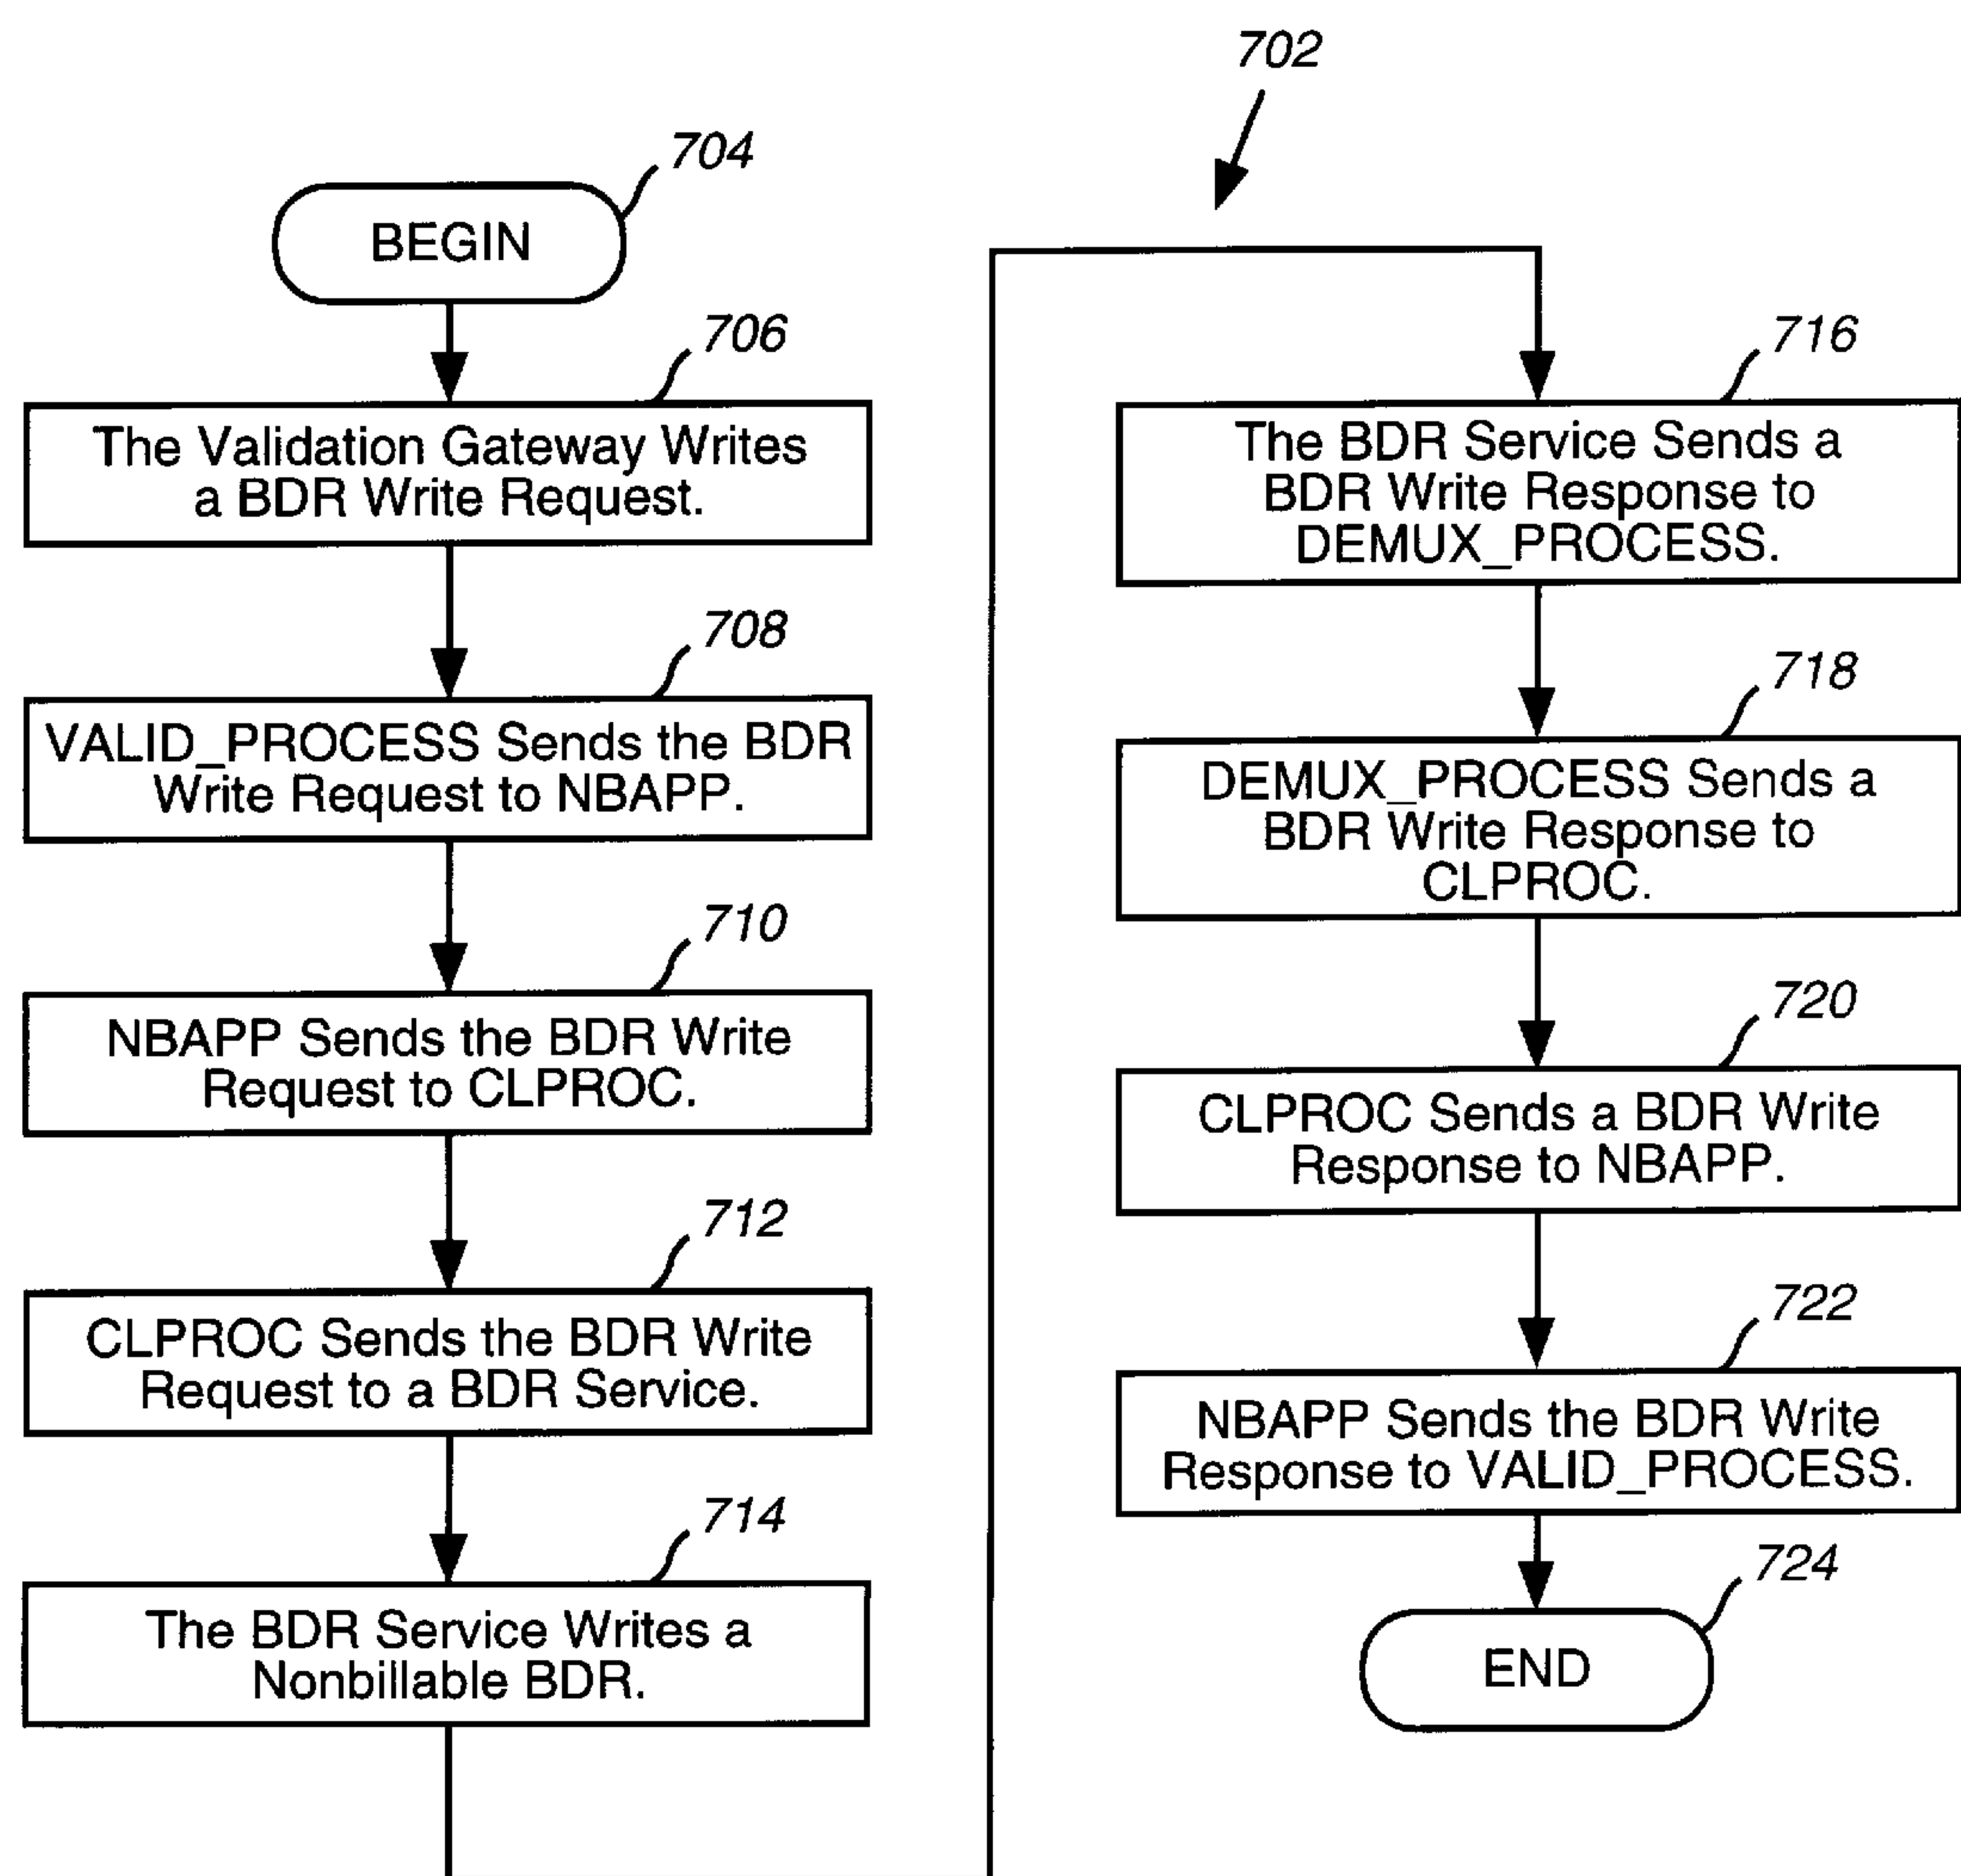 702
704
BEGIN
706
The Validation Gateway Writes
a BDR Write Request.
708
VALID_PROCESS Sends the BDR
Write Request to NBAPP.
710
NBAPP Sends the BDR Write
Request to CLPROC.
712
CLPROC Sends the BDR Write
Request to a BDR Service.
714
The BDR Service Writes a
Nonbillable BDR.
716
The BDR Service Sends a
BDR Write Response to
DEMUX_PROCESS.
718
DEMUX_PROCESS Sends a
BDR Write Response to
CLPROC.
720
CLPROC Sends a BDR Write
Response to NBAPP.
722
NBAPP Sends the BDR Write
Response to VALID_PROCESS.
724
END